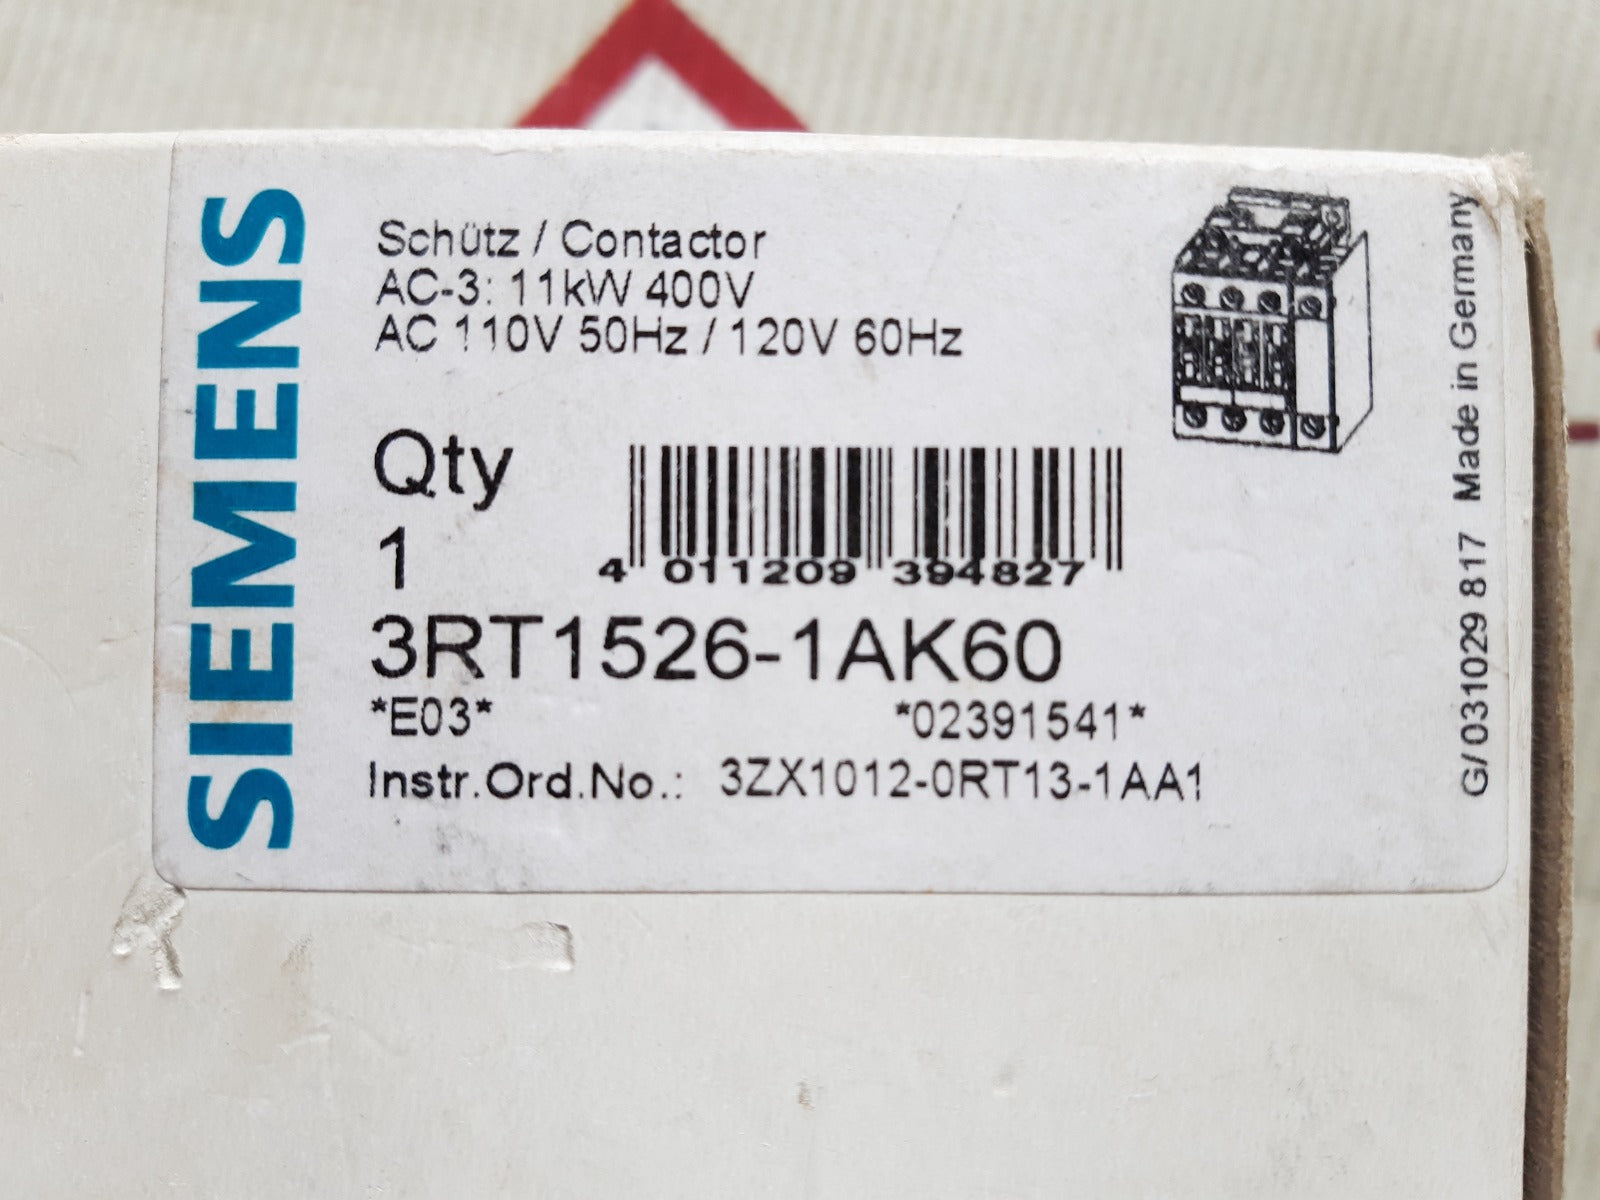 SIEMENS
Schütz / Contactor
AC-3: 11kW 400V
AC 110V 50Hz / 120V 60Hz
Qty
1
4 011209 394827
3RT1526-1AK60
*E03* *02391541*
Instr.Ord.No.: 3ZX1012-0RT13-1AA1
G/031029 817 Made in Germany